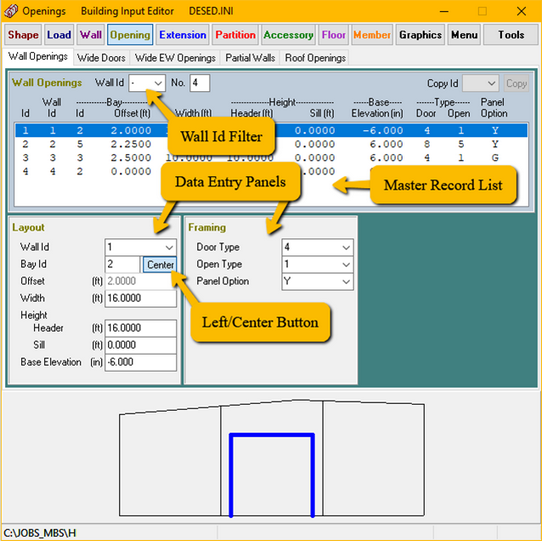 Openings Building Input Editor DESED.INI
Shape Load Wall Opening Extension Partition Accessory Floor Member Graphics Menu Tools
Wall Openings Wide Doors Wide EW Openings Partial Walls Roof Openings
Wall Openings Wall Id - No. 4 Copy Id Copy
Wall ----------Bay---------- ----------Height---------- ----Base---- ------Type----- Panel
Id Id Id Offset(ft) Width(ft) Header(ft) Sill(ft) Elevation(in) Door Open Option
1 1 2 2.0000 0.0000 -6.000 4 1 Y
2 2 5 2.2500 0.0000 6.0000 8 5 Y
3 3 3 2.5000 10.0000 10.0000 0.0000 6.0000 4 1 G
4 4 2 0.0000 0.0000
Wall Id Filter
Data Entry Panels
Master Record List
Layout
Wall Id 1
Bay Id 2 Center
Offset (ft) 2.0000
Width (ft) 16.0000
Height
Header (ft) 16.0000
Sill (ft) 0.0000
Base Elevation (in) -6.000
Framing
Door Type 4
Open Type 1
Panel Option Y
Left/Center Button
C:\JOBS_MBS\H